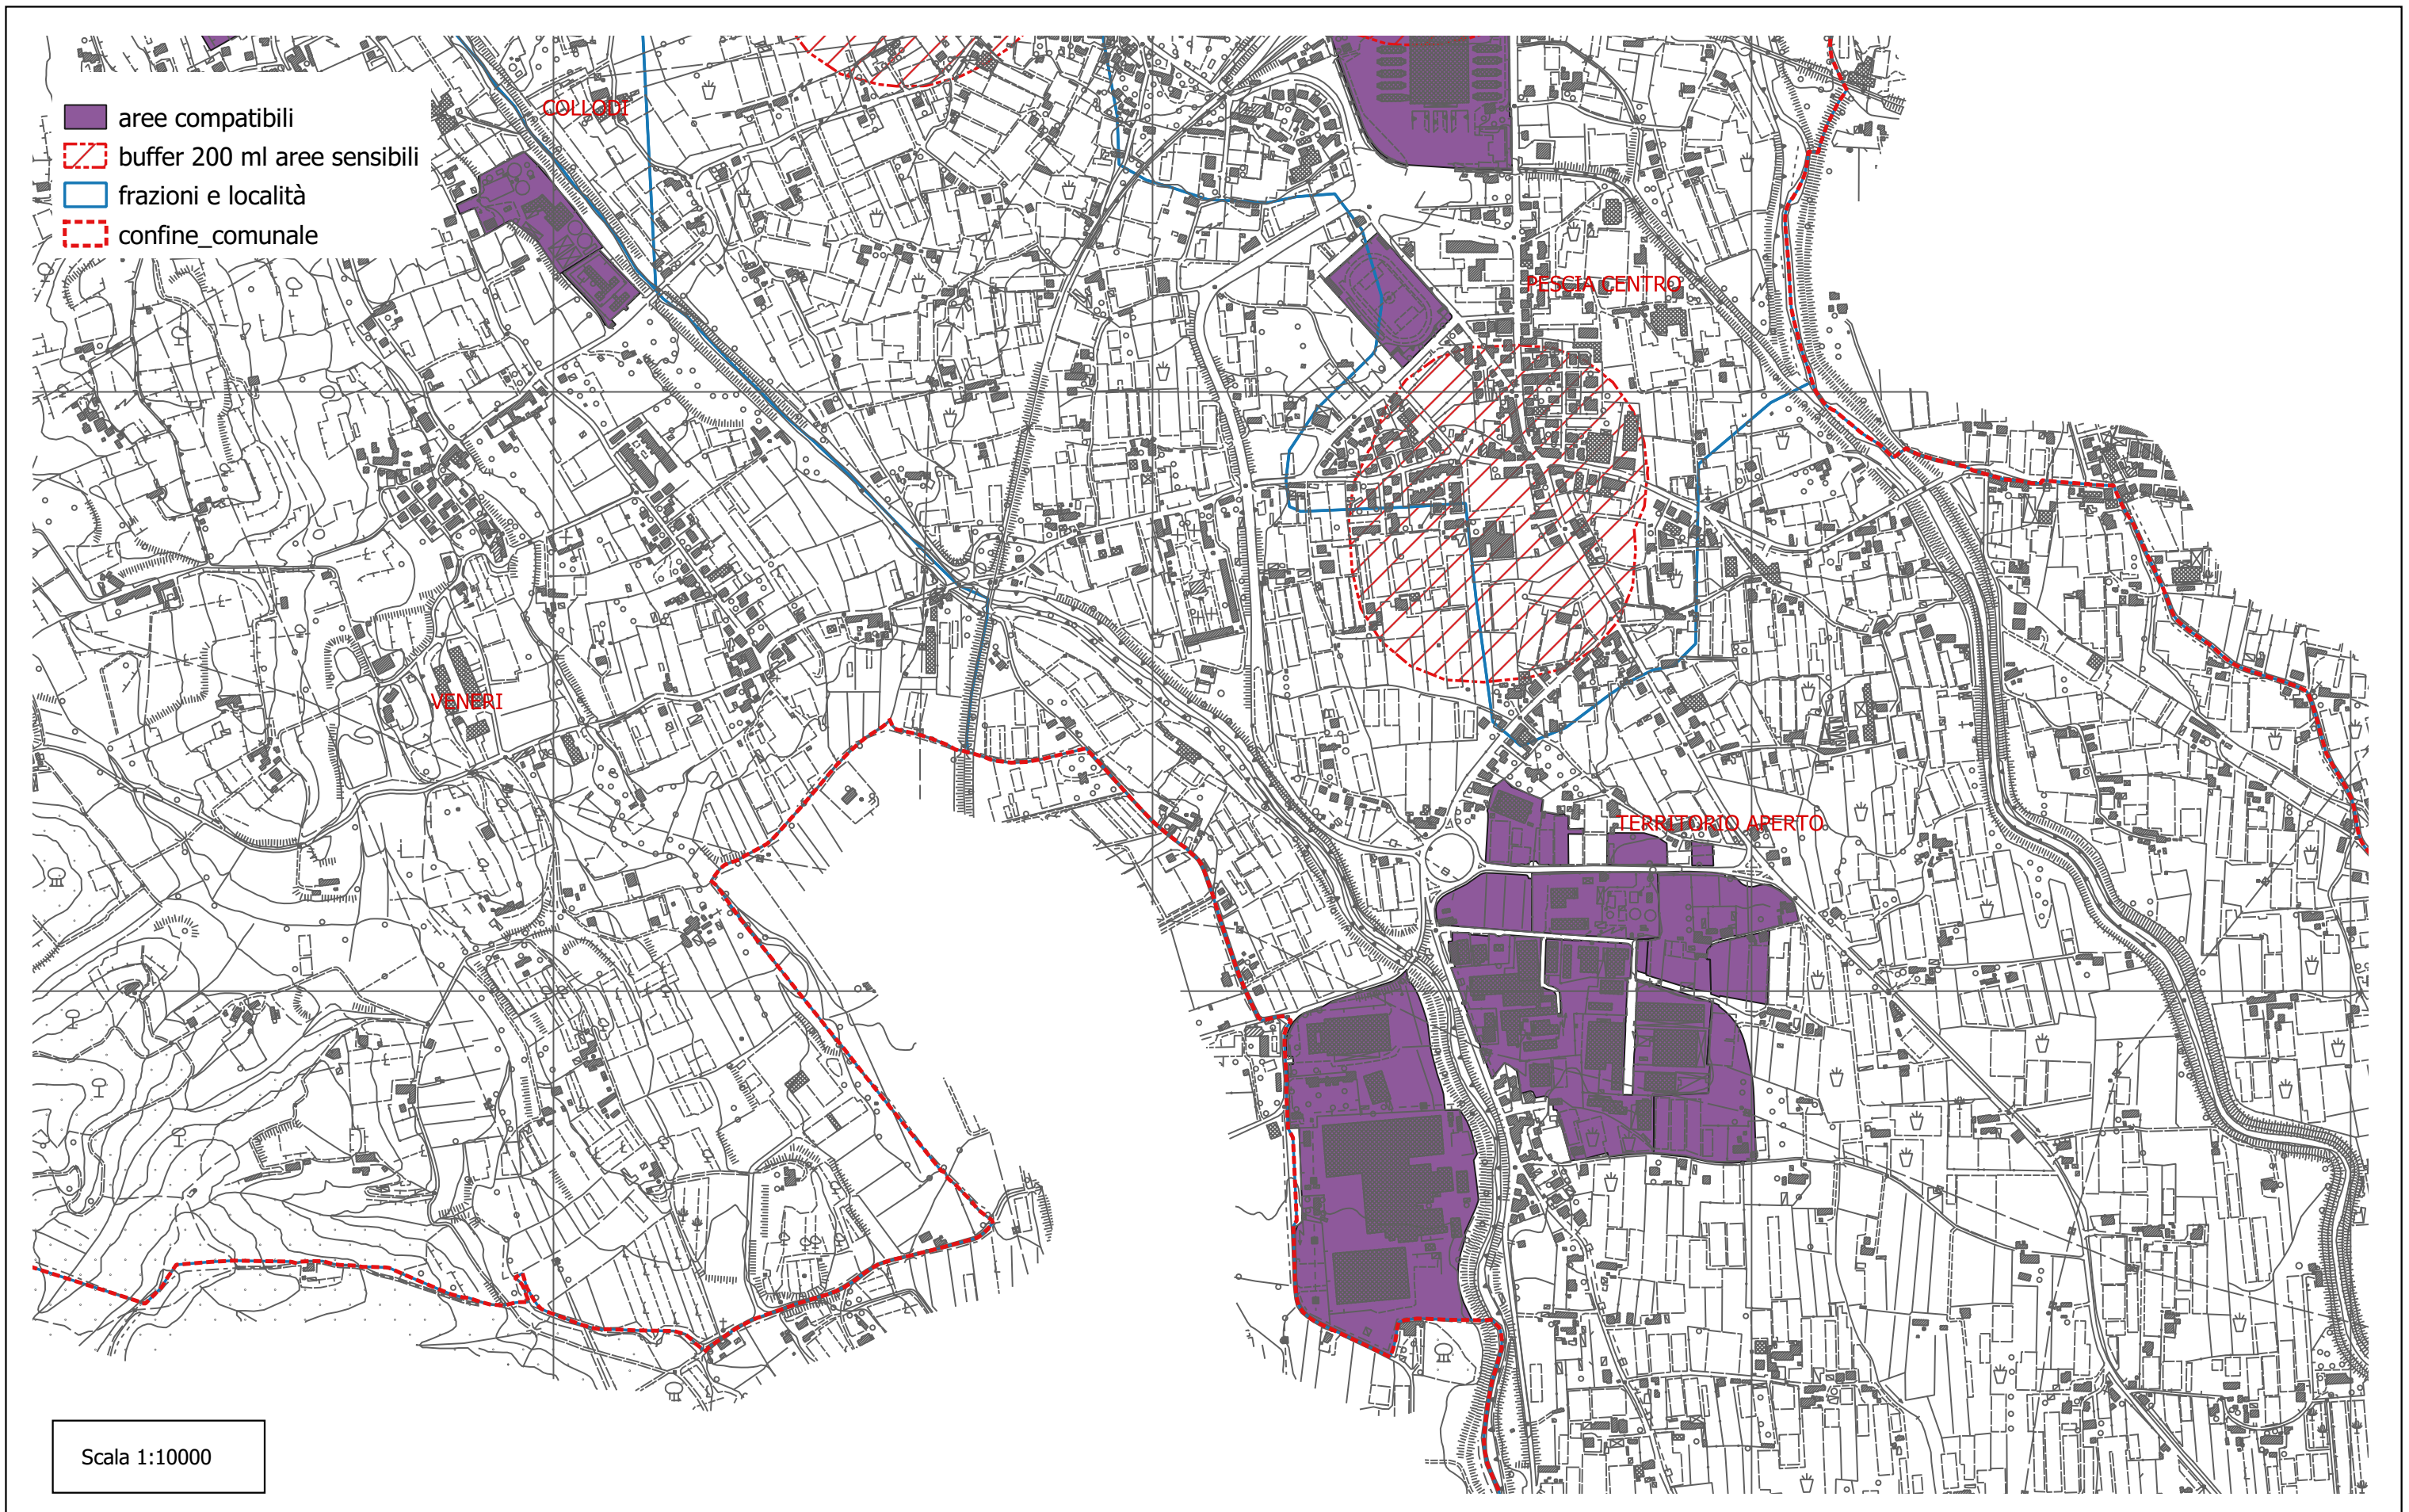 COLLODI
aree compatibili
buffer 200 ml aree sensibili
frazioni e località
confine_comunale
PESCIA CENTRO
VENERI
TERRITORIO APERTO
Scala 1:10000